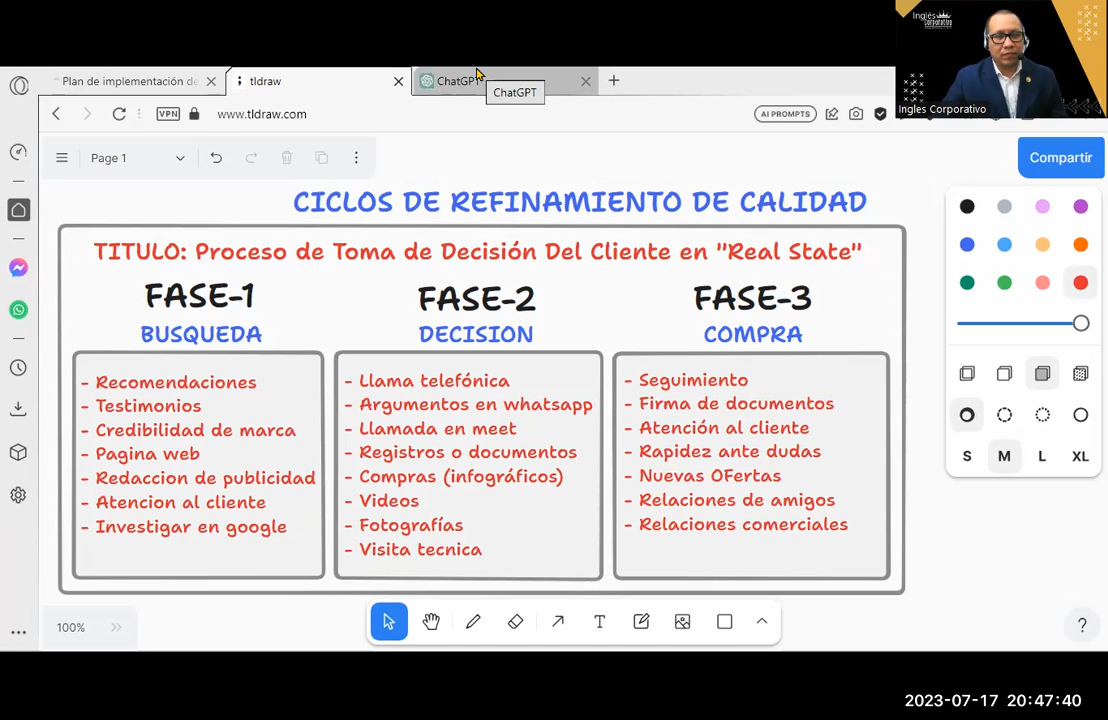 Inglés
Corporativo
Ingles Corporativo
Plan de implementación de
tldraw
ChatGPT
ChatGPT
VPN
www.tldraw.com
AI PROMPTS
Page 1
Compartir
CICLOS DE REFINAMIENTO DE CALIDAD
TITULO: Proceso de Toma de Decisión Del Cliente en "Real State"
FASE-1
BUSQUEDA
- Recomendaciones
- Testimonios
- Credibilidad de marca
- Pagina web
- Redaccion de publicidad
- Atencion al cliente
- Investigar en google
FASE-2
DECISION
- Llama telefónica
- Argumentos en whatsapp
- Llamada en meet
- Registros o documentos
- Compras (infográficos)
- Videos
- Fotografías
- Visita tecnica
FASE-3
COMPRA
- Seguimiento
- Firma de documentos
- Atención al cliente
- Rapidez ante dudas
- Nuevas OFertas
- Relaciones de amigos
- Relaciones comerciales
S M L XL
100%
T
?
2023-07-17 20:47:40